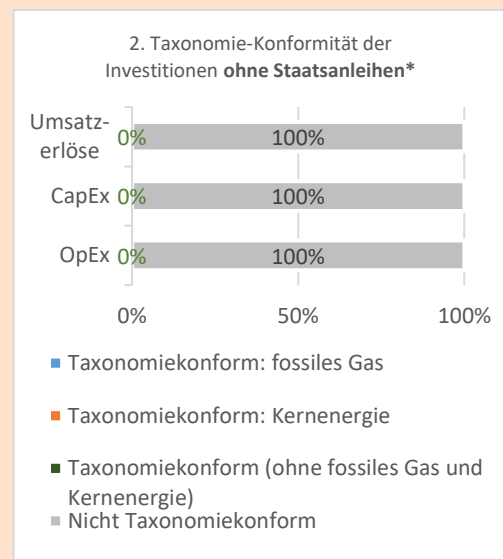 2. Taxonomie-Konformität der
Investitionen ohne Staatsanleihen*
Umsatz-
erlöse
0%
100%
CapEx
0%
100%
OpEx
0%
100%
0%
50%
100%
Taxonomiekonform: fossiles Gas
Taxonomiekonform: Kernenergie
Taxonomiekonform (ohne fossiles Gas und
Kernenergie)
Nicht Taxonomiekonform